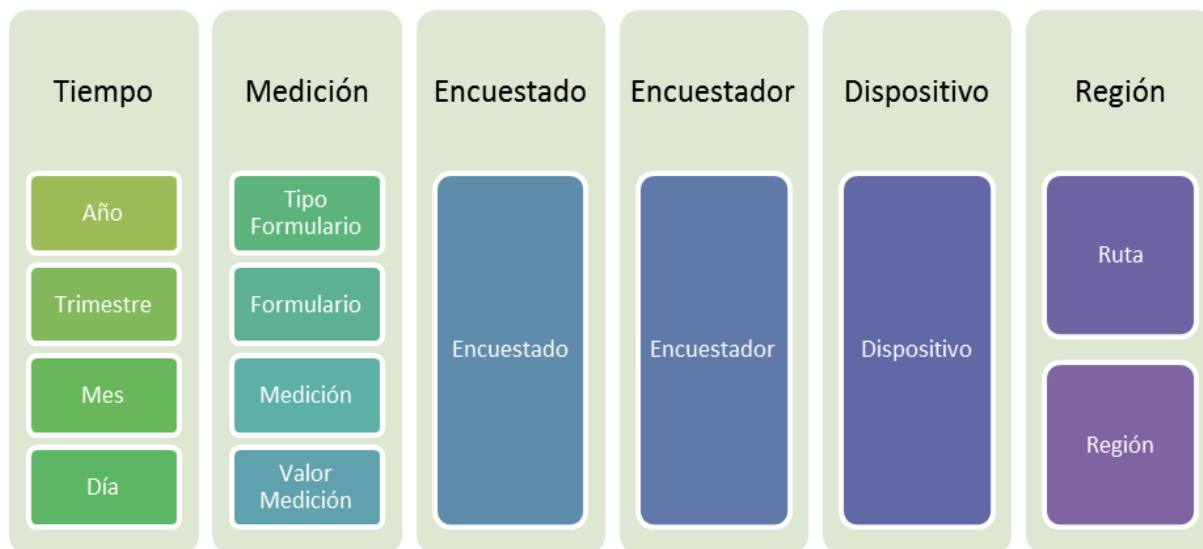 Tiempo
Año
Trimestre
Mes
Día
Medición
Tipo
Formulario
Formulario
Medición
Valor
Medición
Encuestado
Encuestado
Encuestador
Encuestador
Dispositivo
Dispositivo
Región
Ruta
Región